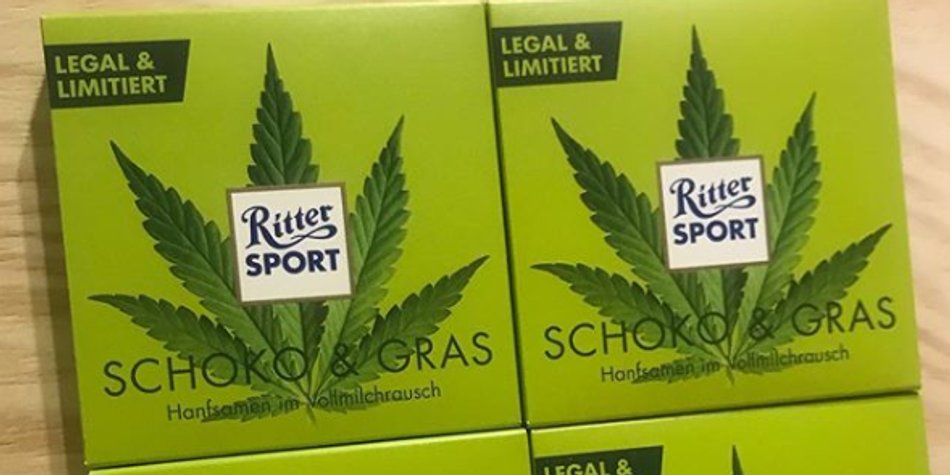 LEGAL &
LIMITIERT
Ritter
SPORT
SCHOKO & GRAS
Hanfsamen im Vollmilchrausch
LEGAL &
LIMITIERT
Ritter
SPORT
SCHOKO & GRAS
Hanfsamen im Vollmilchrausch
LEGAL &